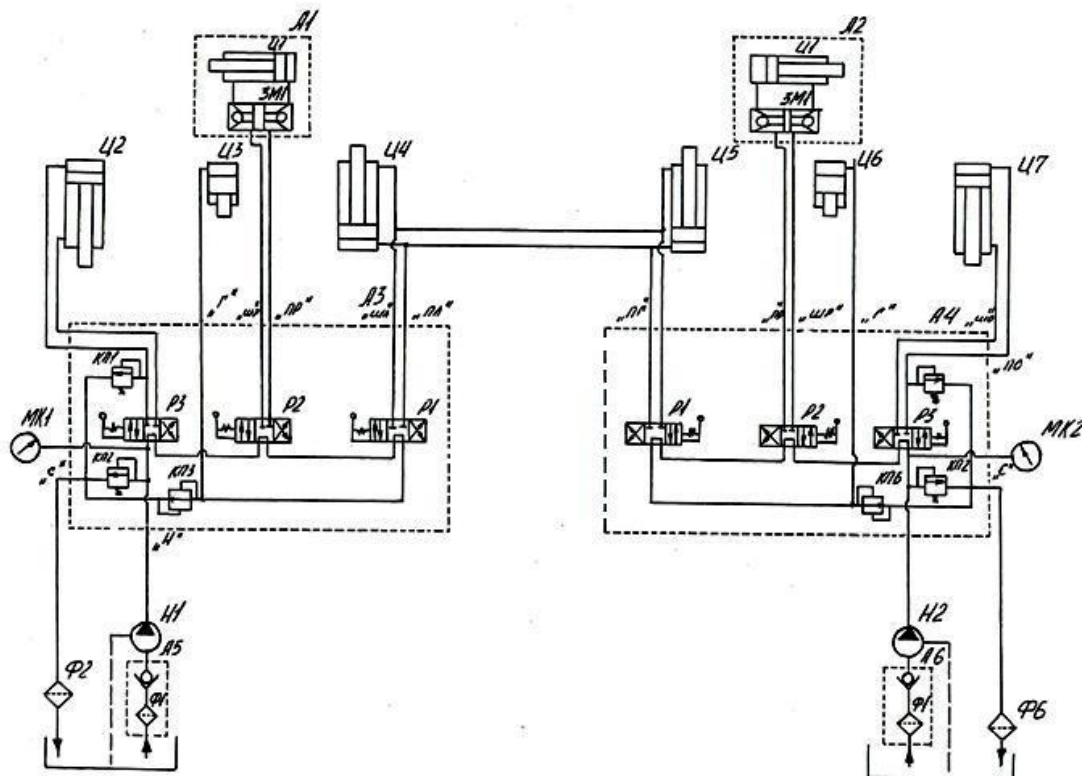 А1
Ц1
ЗМ1
А2
Ц1
ЗМ1
Ц2
Ц3
Ц4
Ц5
Ц6
Ц7
„Г“
„ПР“
А3
„ПЛ“
„ШР“
„Г“
А4
„ПО“
КП1
Р3
Р2
Р1
Р1
Р2
Р3
МК1
МК2
„С“
КП2
КП3
КП6
КП2
„С“
„Н“
Н1
А5
Н2
А6
Ф2
Ф1
Ф1
Ф6